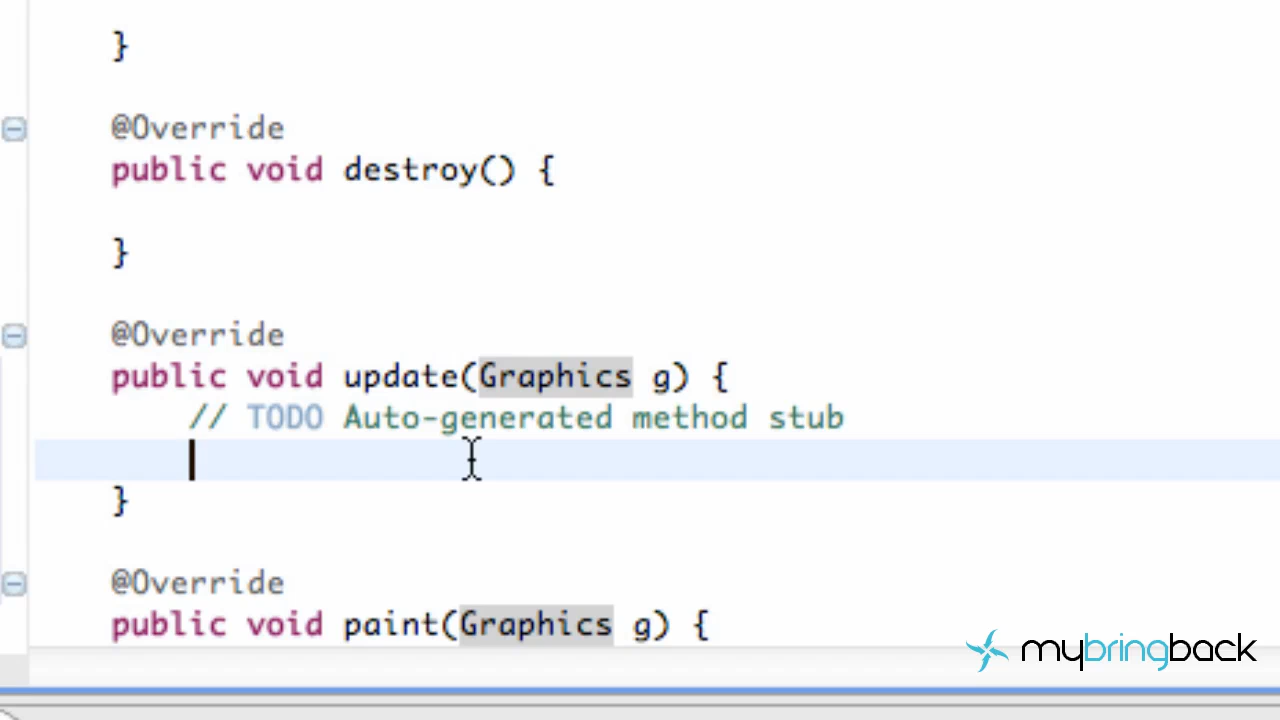 }
@Override
public void destroy() {
}
@Override
public void update(Graphics g) {
// TODO Auto-generated method stub
}
@Override
public void paint(Graphics g) {
mybringback